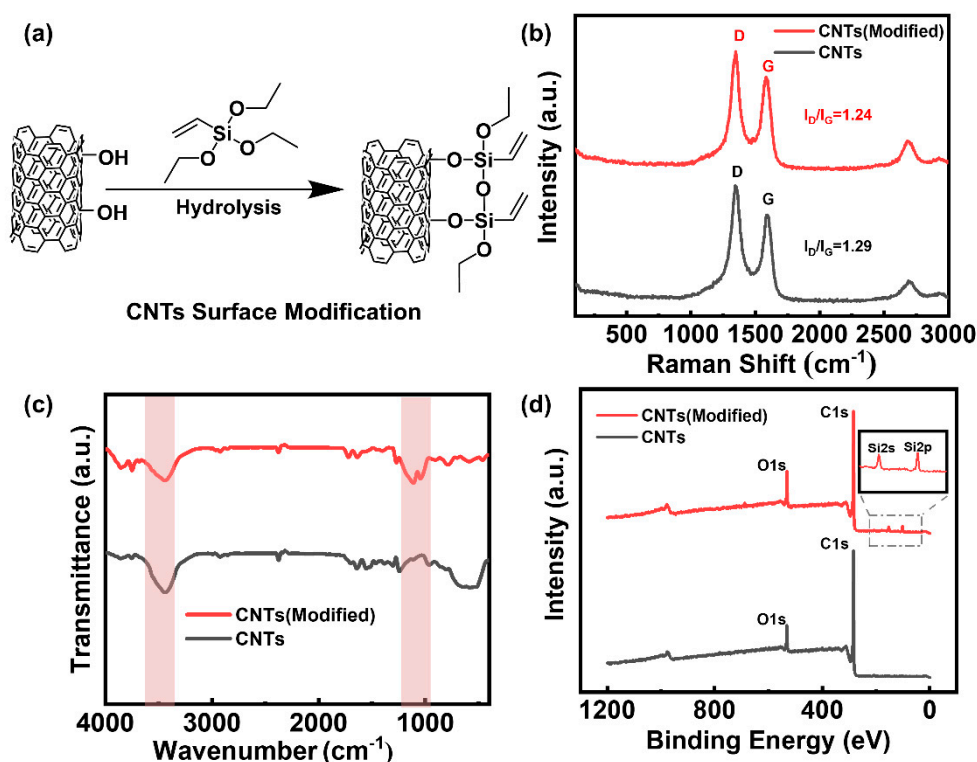 (a)
OH
OH
O
Si
O
O
Hydrolysis
O
O
Si
O
O
Si
O
CNTs Surface Modification
(b)
CNTs(Modified)
CNTs
D
G
I_D/I_G=1.24
D
G
I_D/I_G=1.29
Intensity (a.u.)
500 1000 1500 2000 2500 3000
Raman Shift (cm⁻¹)
(c)
CNTs(Modified)
CNTs
Transmittance (a.u.)
4000 3000 2000 1000
Wavenumber (cm⁻¹)
(d)
CNTs(Modified)
CNTs
C1s
Si2s Si2p
O1s
C1s
O1s
Intensity (a.u.)
1200 800 400 0
Binding Energy (eV)